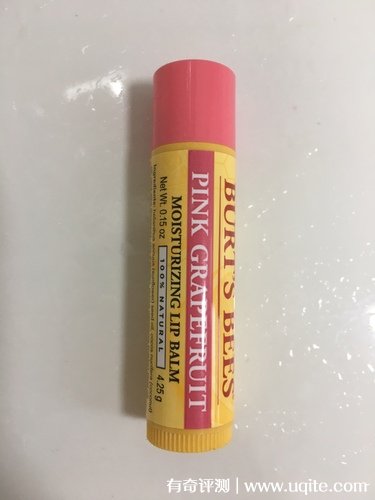 BURT'S BEES
PINK GRAPEFRUIT
MOISTURIZING LIP BALM
Net Wt. 0.15 oz 100% NATURAL 4.25 g
有奇评测 | www.uqite.com